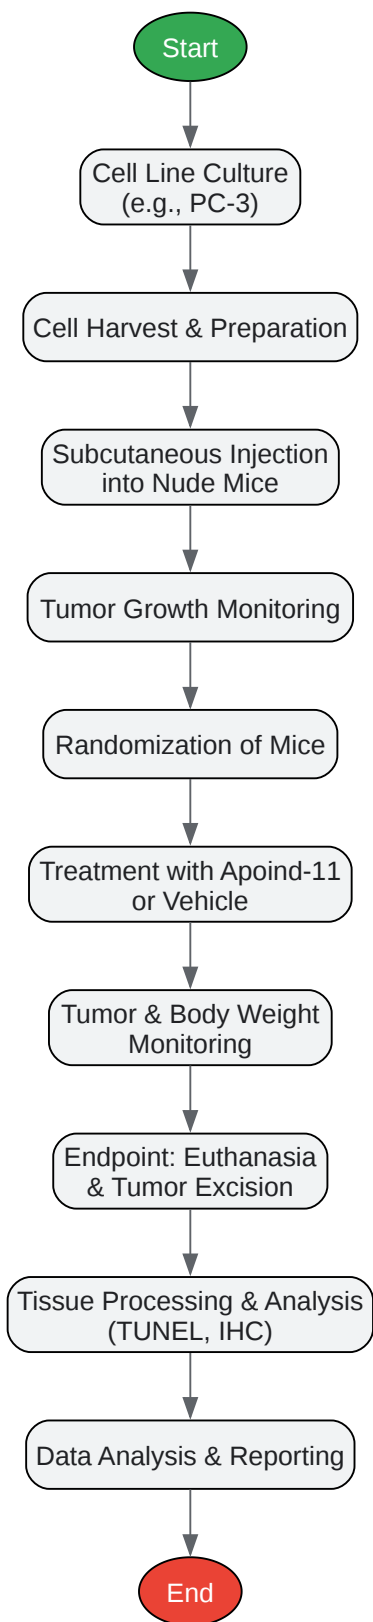 Start
Cell Line Culture
(e.g., PC-3)
Cell Harvest & Preparation
Subcutaneous Injection
into Nude Mice
Tumor Growth Monitoring
Randomization of Mice
Treatment with Apoind-11
or Vehicle
Tumor & Body Weight
Monitoring
Endpoint: Euthanasia
& Tumor Excision
Tissue Processing & Analysis
(TUNEL, IHC)
Data Analysis & Reporting
End